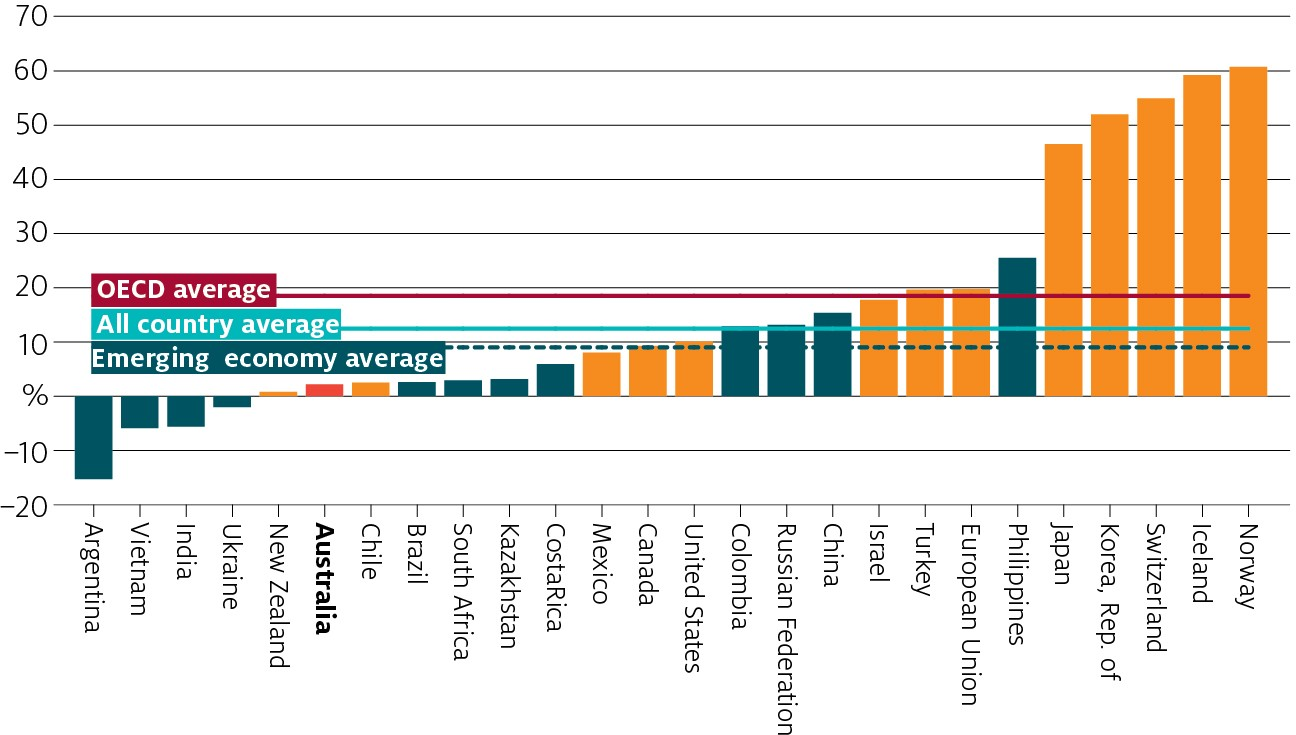 70
60
50
40
30
20
10
%
–10
–20
OECD average
All country average
Emerging economy average
Argentina
Vietnam
India
Ukraine
New Zealand
Australia
Chile
Brazil
South Africa
Kazakhstan
CostaRica
Mexico
Canada
United States
Colombia
Russian Federation
China
Israel
Turkey
European Union
Philippines
Japan
Korea, Rep. of
Switzerland
Iceland
Norway